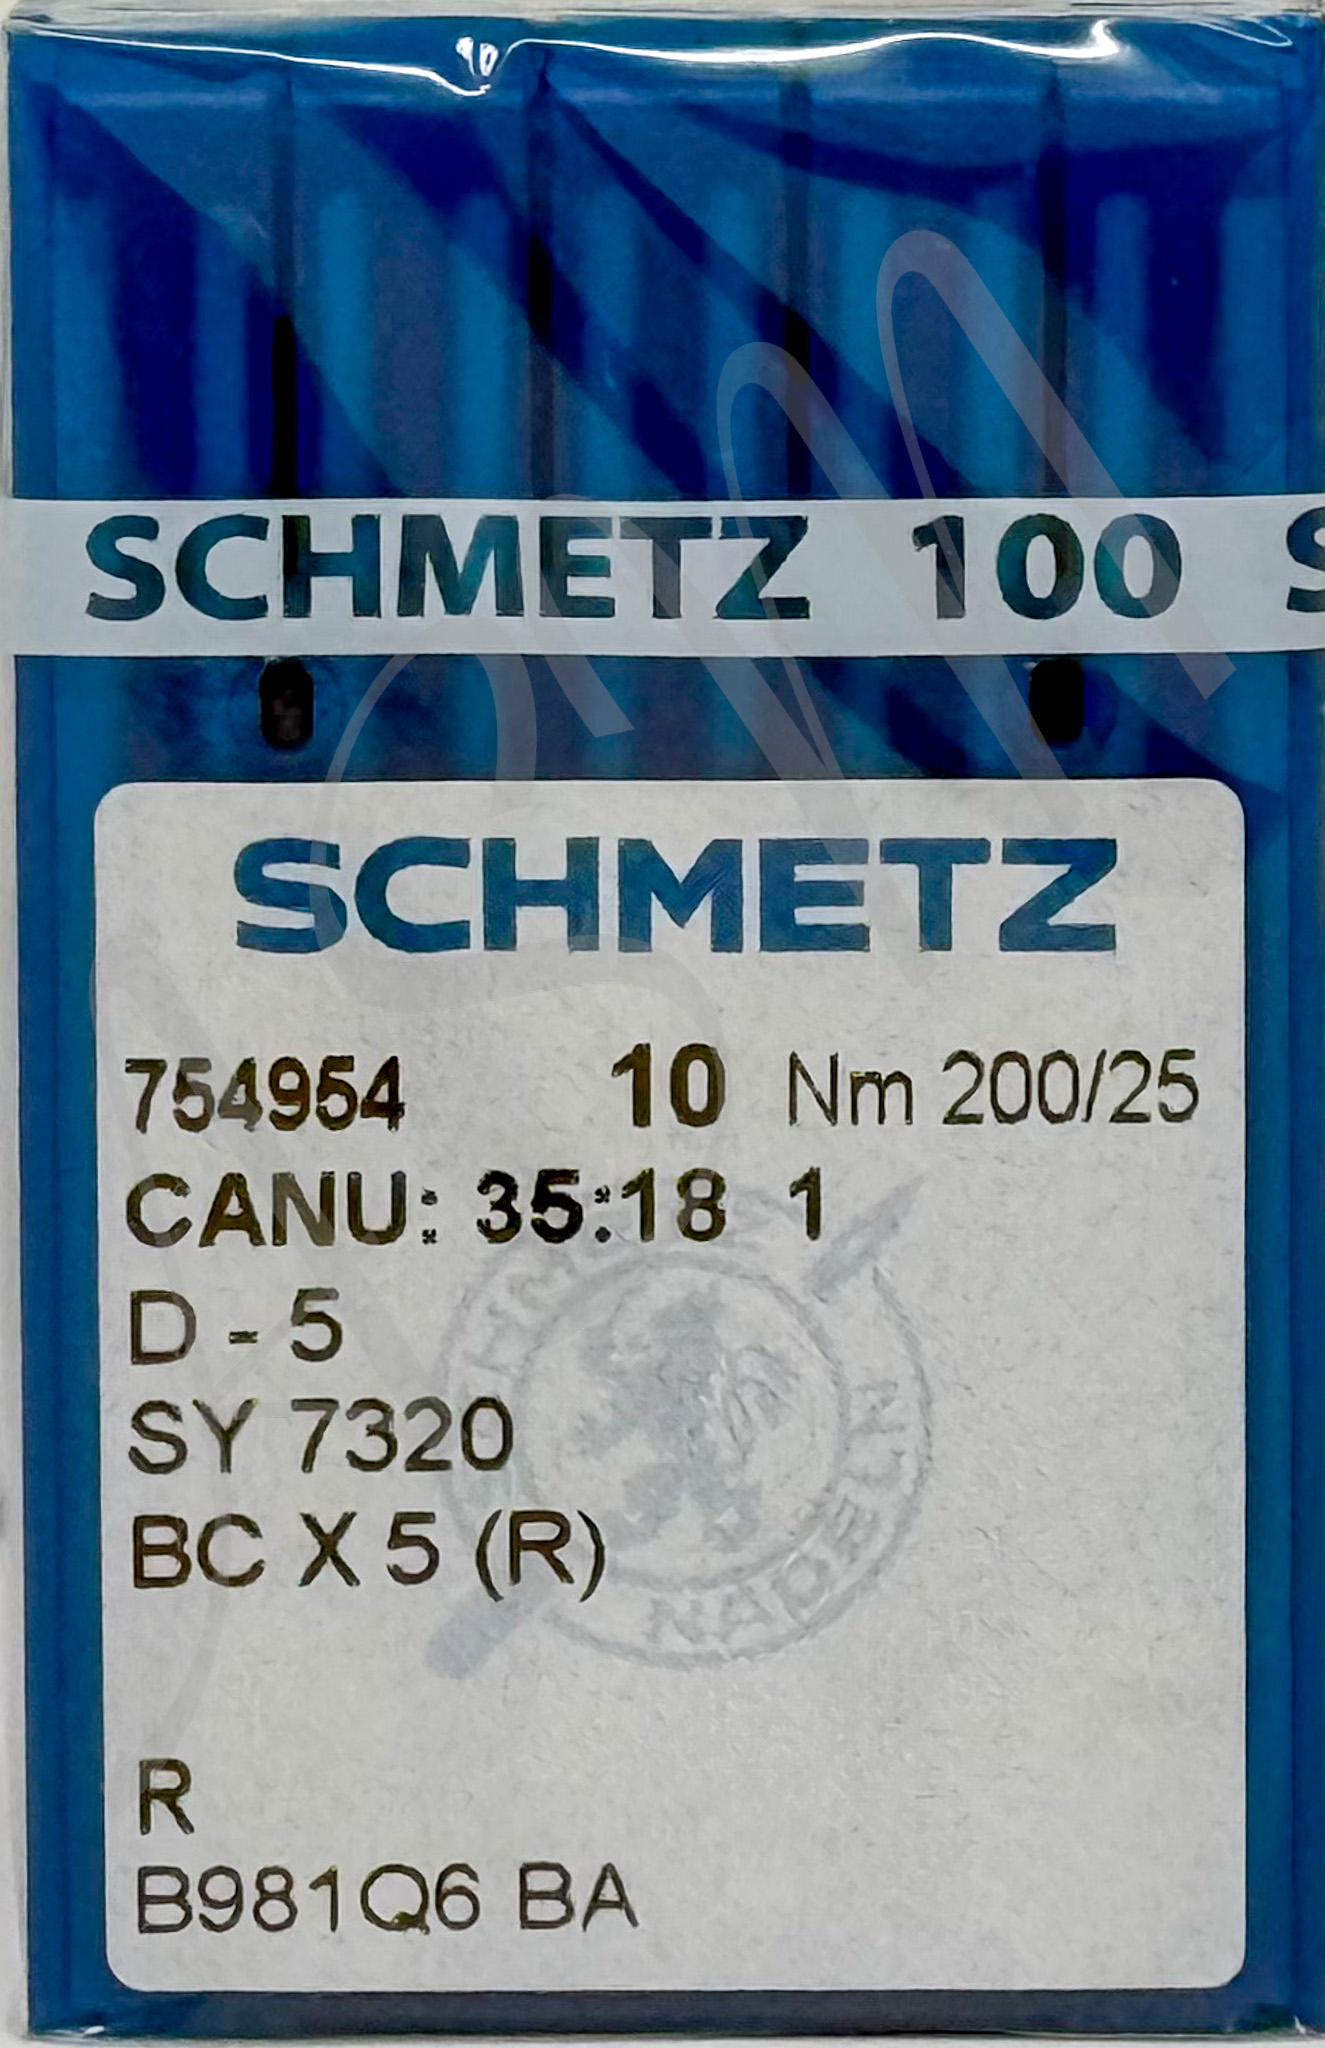 SCHMETZ 100 S
SCHMETZ
754954 10 Nm 200/25
CANU: 35:18 1
D - 5
SY 7320
BC X 5 (R)
R
B981Q6 BA